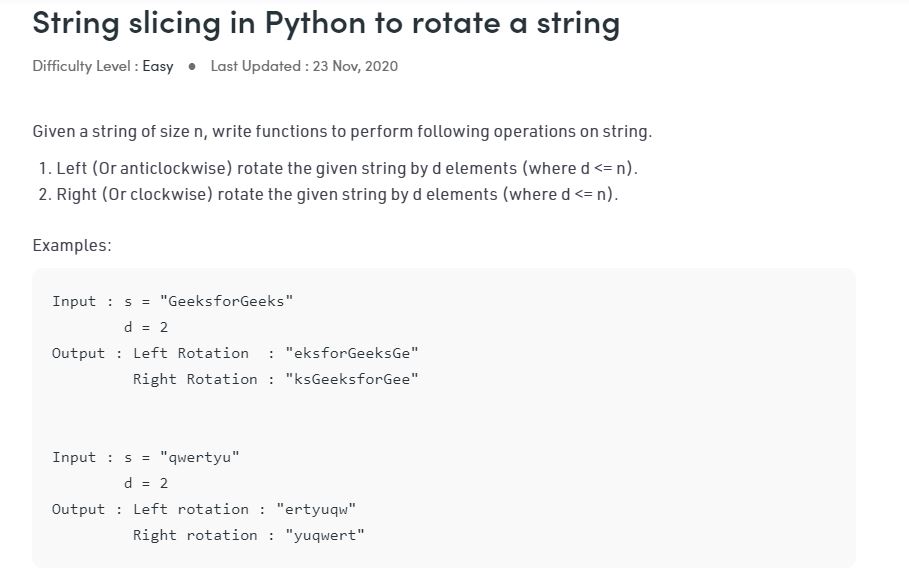 String slicing in Python to rotate a string
Difficulty Level : Easy ● Last Updated : 23 Nov, 2020
Given a string of size n, write functions to perform following operations on string.
1. Left (Or anticlockwise) rotate the given string by d elements (where d <= n).
2. Right (Or clockwise) rotate the given string by d elements (where d <= n).
Examples:
Input : s = "GeeksforGeeks"
d = 2
Output : Left Rotation : "eksforGeeksGe"
Right Rotation : "ksGeeksforGee"
Input : s = "qwertyu"
d = 2
Output : Left rotation : "ertyuqw"
Right rotation : "yuqwert"